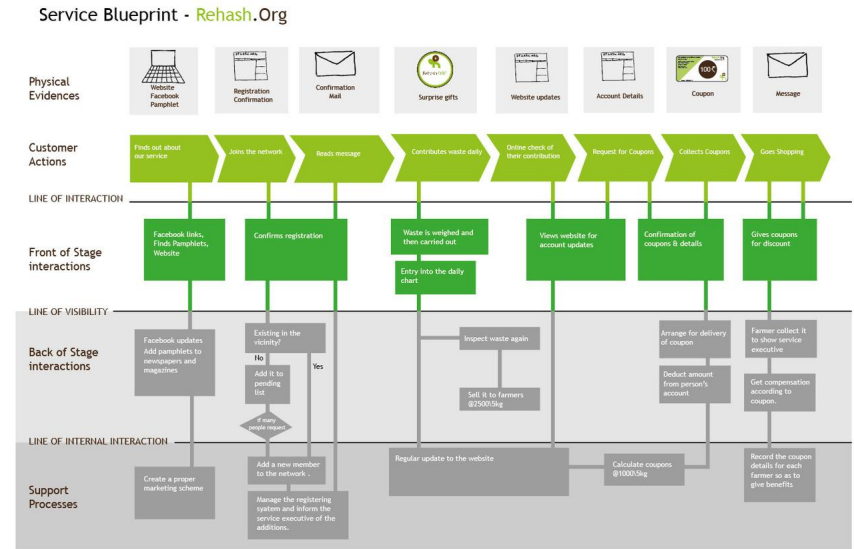 Service Blueprint - Rehash.Org
Physical
Evidences
Website
Facebook
Pamphlet
Registration
Confirmation
Confirmation
Mail
Surprise gifts
Website updates
Account Details
100
Coupon
Message
Customer
Actions
Finds out about
our service
Joins the network
Reads message
Contributes waste daily
Online check of
their contribution
Request for Coupons
Collects Coupons
Goes Shopping
LINE OF INTERACTION
Front of Stage
interactions
Facebook links,
Finds Pamphlets,
Website
Confirms registration
Waste is weighed and
then carried out
Entry into the daily
chart
Views website for
account updates
Confirmation of
coupons & details
Gives coupons
for discount
LINE OF VISIBILITY
Back of Stage
interactions
Facebook updates
Add pamphlets to
newspapers and
magazines
Existing in the
vicinity?
No
Yes
Add it to
pending
list
If many
people request
Inspect waste again
Sell it to farmers
@2500\5kg
Arrange for delivery
of coupon
Deduct amount
from person's
account
Farmer collect it
to show service
executive
Get compensation
according to
coupon.
LINE OF INTERNAL INTERACTION
Support
Processes
Create a proper
marketing scheme
Add a new member
to the network .
Manage the registering
system and inform the
service executive of the
additions.
Regular update to the website
Calculate coupons
@1000\5kg
Record the coupon
details for each
farmer so as to
give benefits